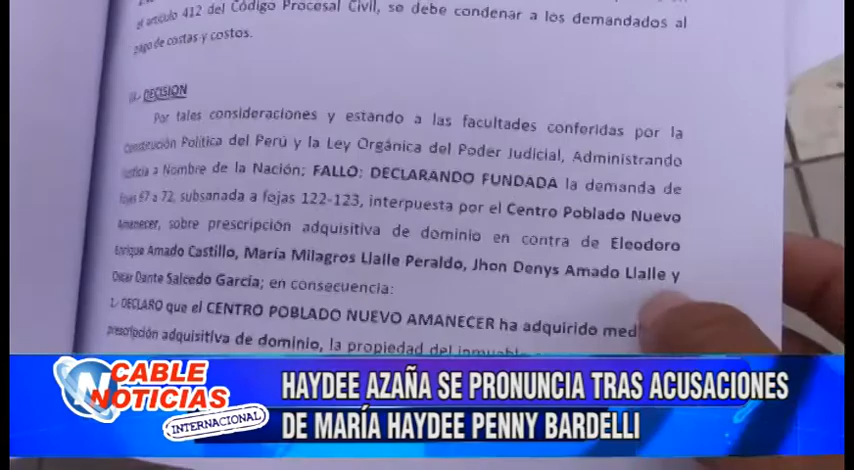 el artículo 412 del Código Procesal Civil, se debe condenar a los demandados al
pago de costas y costos.
III.- DECISION
Por tales consideraciones y estando a las facultades conferidas por la
Constitución Política del Perú y la Ley Orgánica del Poder Judicial, Administrando
Justicia a Nombre de la Nación; FALLO: DECLARANDO FUNDADA la demanda de
fojas 67 a 72, subsanada a fojas 122-123, interpuesta por el Centro Poblado Nuevo
Amanecer, sobre prescripción adquisitiva de dominio en contra de Eleodoro
Enrique Amado Castillo, María Milagros Llalle Peraldo, Jhon Denys Amado Llalle y
Oscar Dante Salcedo García; en consecuencia:
1.- DECLARO que el CENTRO POBLADO NUEVO AMANECER ha adquirido med
prescripción adquisitiva de dominio, la propiedad del inmueble
CABLE
NOTICIAS
INTERNACIONAL
HAYDEE AZAÑA SE PRONUNCIA TRAS ACUSACIONES
DE MARÍA HAYDEE PENNY BARDELLI